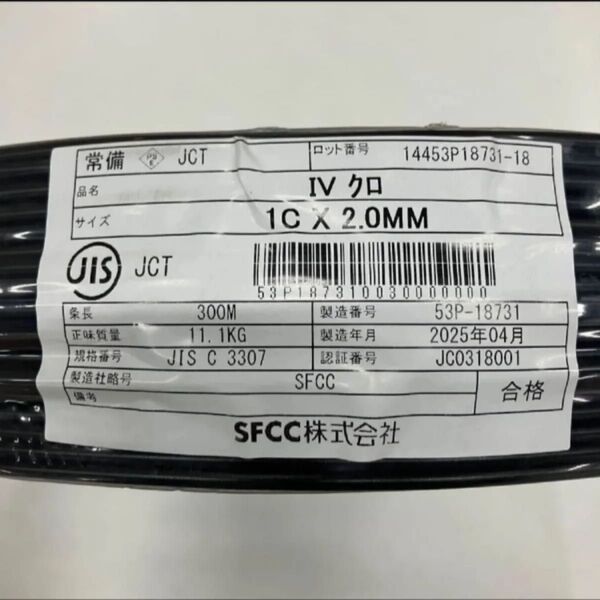 常備 PS E JCT ロット番号 14453P18731-18
品名 IV クロ
サイズ 1C X 2.0MM
JIS JCT
53P1873100300000000
条長 300M 製造番号 53P-18731
正味質量 11.1KG 製造年月 2025年04月
規格番号 JIS C 3307 認証番号 JC0318001
製造社略号 SFCC 合格
備考
SFCC株式会社